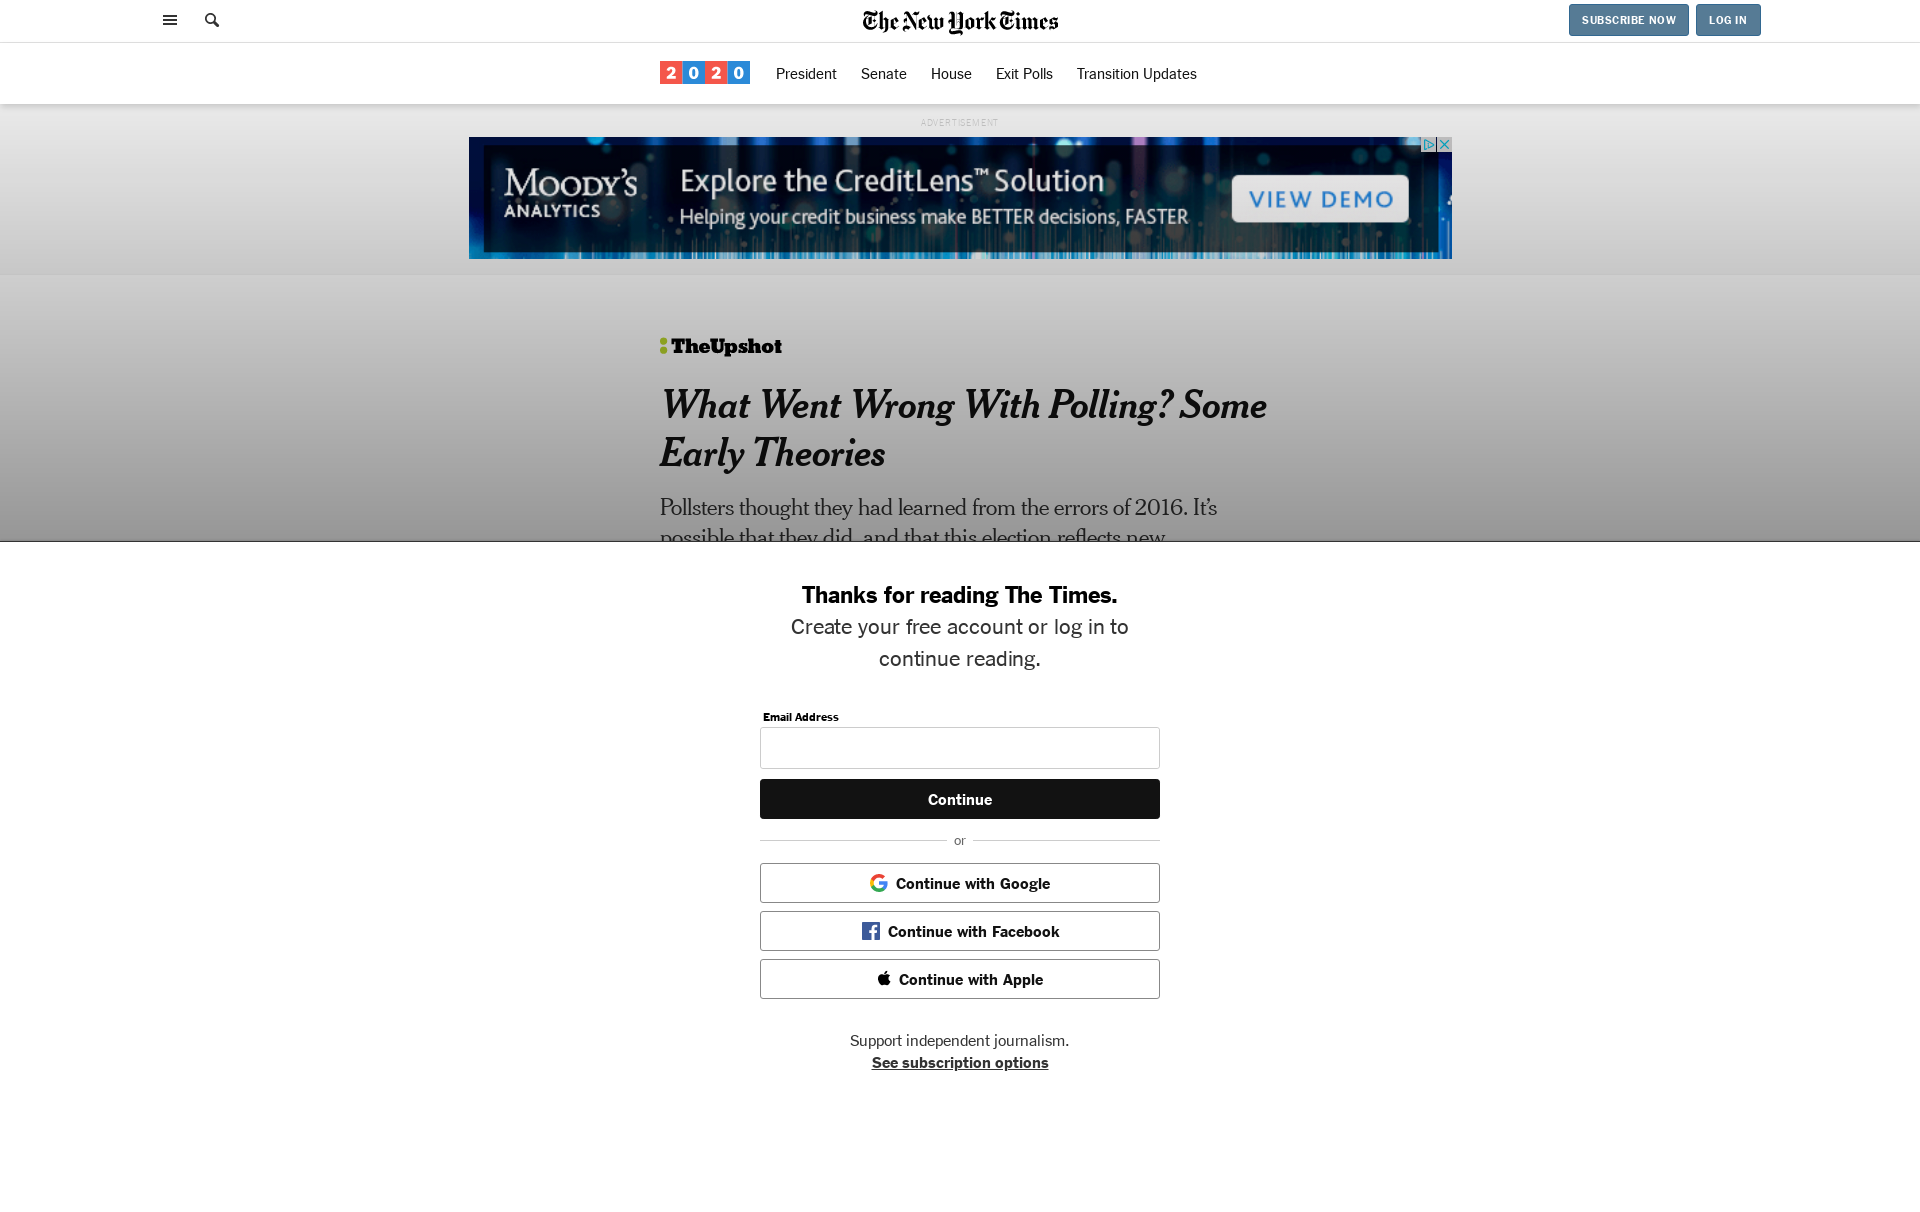 The New York Times
SUBSCRIBE NOW
LOG IN
2020
President
Senate
House
Exit Polls
Transition Updates
ADVERTISEMENT
MOODY'S
ANALYTICS
Explore the CreditLens™ Solution
Helping your credit business make BETTER decisions, FASTER
VIEW DEMO
TheUpshot
What Went Wrong With Polling? Some
Early Theories
Pollsters thought they had learned from the errors of 2016. It's
possible that they did, and that this election reflects new
Thanks for reading The Times.
Create your free account or log in to
continue reading.
Email Address
Continue
or
Continue with Google
Continue with Facebook
Continue with Apple
Support independent journalism.
See subscription options